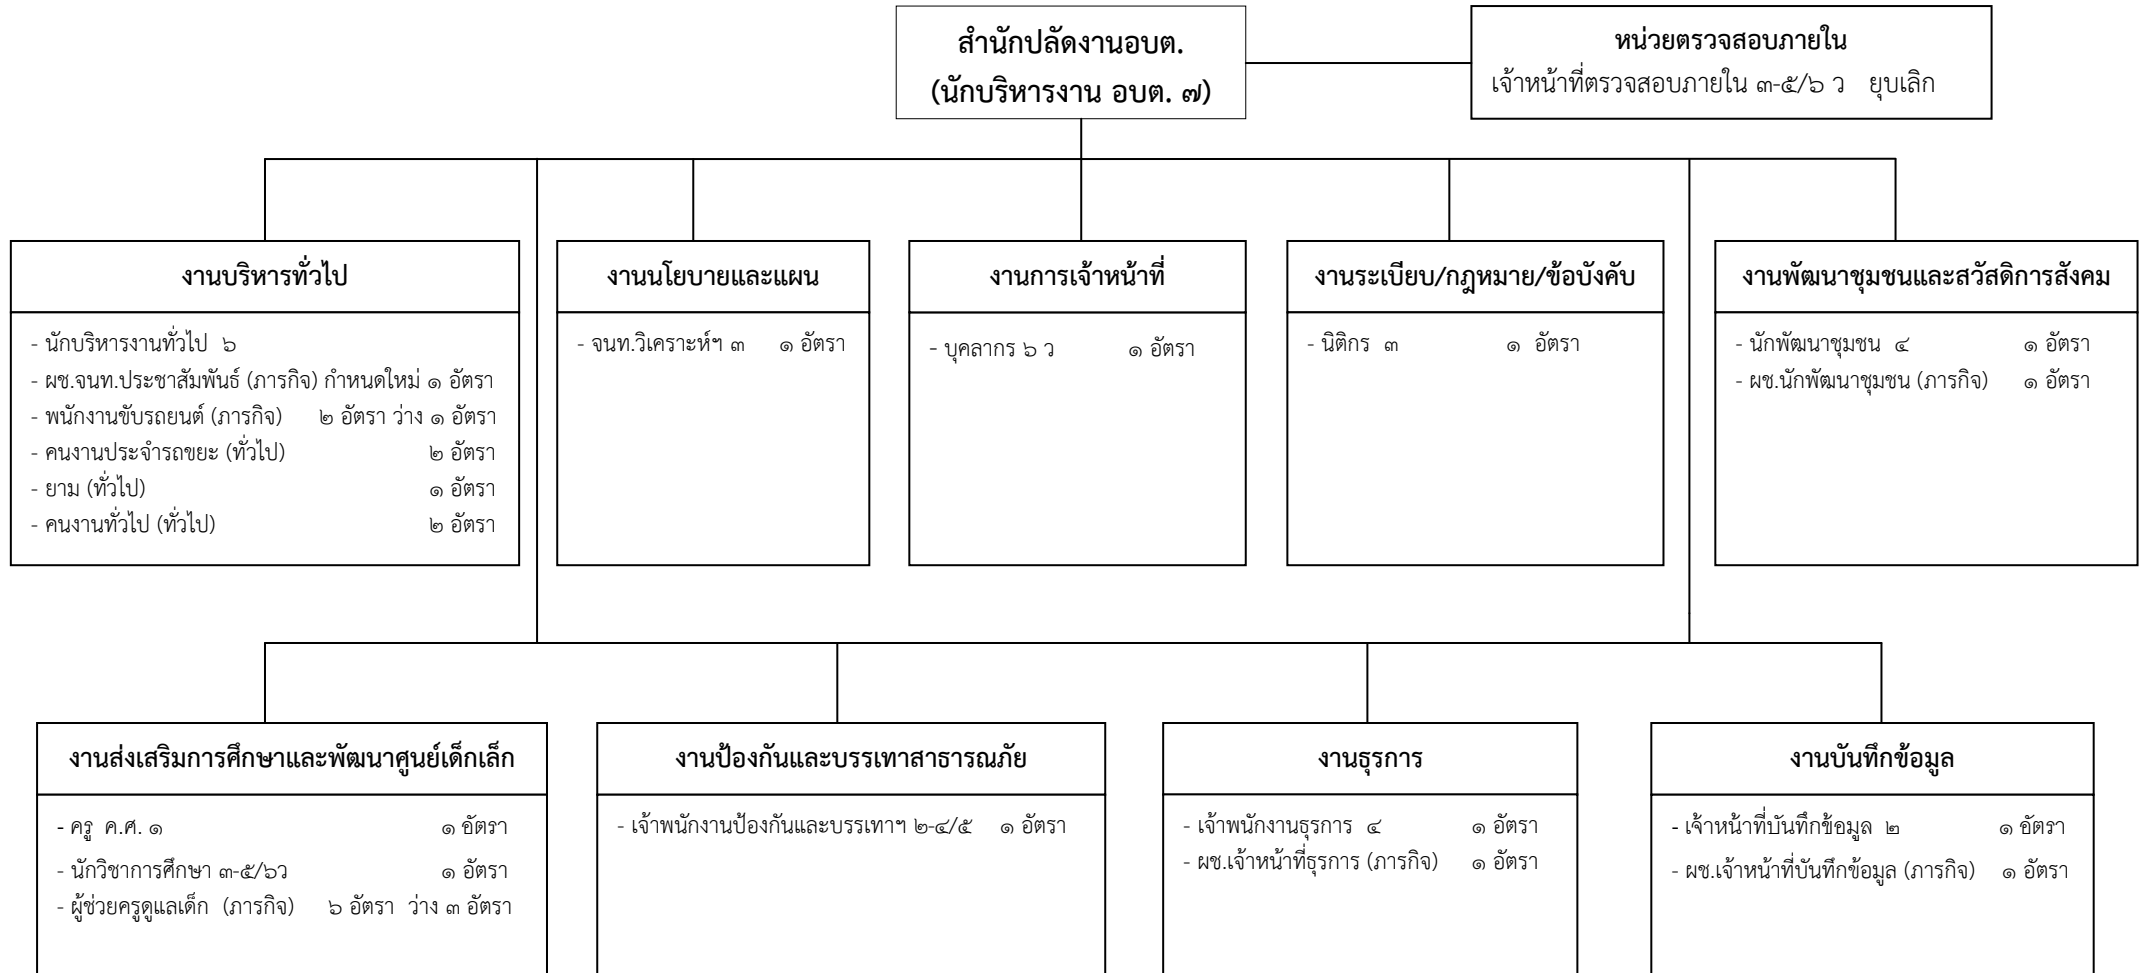 สำนักปลัดงานอบต.
(นักบริหารงาน อบต. ๗)
หน่วยตรวจสอบภายใน
เจ้าหน้าที่ตรวจสอบภายใน ๓-๕/๖ ว ยุบเลิก
งานบริหารทั่วไป
- นักบริหารงานทั่วไป ๖
- ผช.จนท.ประชาสัมพันธ์ (ภารกิจ) กำหนดใหม่ ๑ อัตรา
- พนักงานขับรถยนต์ (ภารกิจ) ๒ อัตรา ว่าง ๑ อัตรา
- คนงานประจำรถขยะ (ทั่วไป) ๒ อัตรา
- ยาม (ทั่วไป) ๑ อัตรา
- คนงานทั่วไป (ทั่วไป) ๒ อัตรา
งานนโยบายและแผน
- จนท.วิเคราะห์ฯ ๓ ๑ อัตรา
งานการเจ้าหน้าที่
- บุคลากร ๖ ว ๑ อัตรา
งานระเบียบ/กฎหมาย/ข้อบังคับ
- นิติกร ๓ ๑ อัตรา
งานพัฒนาชุมชนและสวัสดิการสังคม
- นักพัฒนาชุมชน ๔ ๑ อัตรา
- ผช.นักพัฒนาชุมชน (ภารกิจ) ๑ อัตรา
งานส่งเสริมการศึกษาและพัฒนาศูนย์เด็กเล็ก
- ครู ค.ศ. ๑ ๑ อัตรา
- นักวิชาการศึกษา ๓-๕/๖ว ๑ อัตรา
- ผู้ช่วยครูดูแลเด็ก (ภารกิจ) ๖ อัตรา ว่าง ๓ อัตรา
งานป้องกันและบรรเทาสาธารณภัย
- เจ้าพนักงานป้องกันและบรรเทาฯ ๒-๔/๕ ๑ อัตรา
งานธุรการ
- เจ้าพนักงานธุรการ ๔ ๑ อัตรา
- ผช.เจ้าหน้าที่ธุรการ (ภารกิจ) ๑ อัตรา
งานบันทึกข้อมูล
- เจ้าหน้าที่บันทึกข้อมูล ๒ ๑ อัตรา
- ผช.เจ้าหน้าที่บันทึกข้อมูล (ภารกิจ) ๑ อัตรา